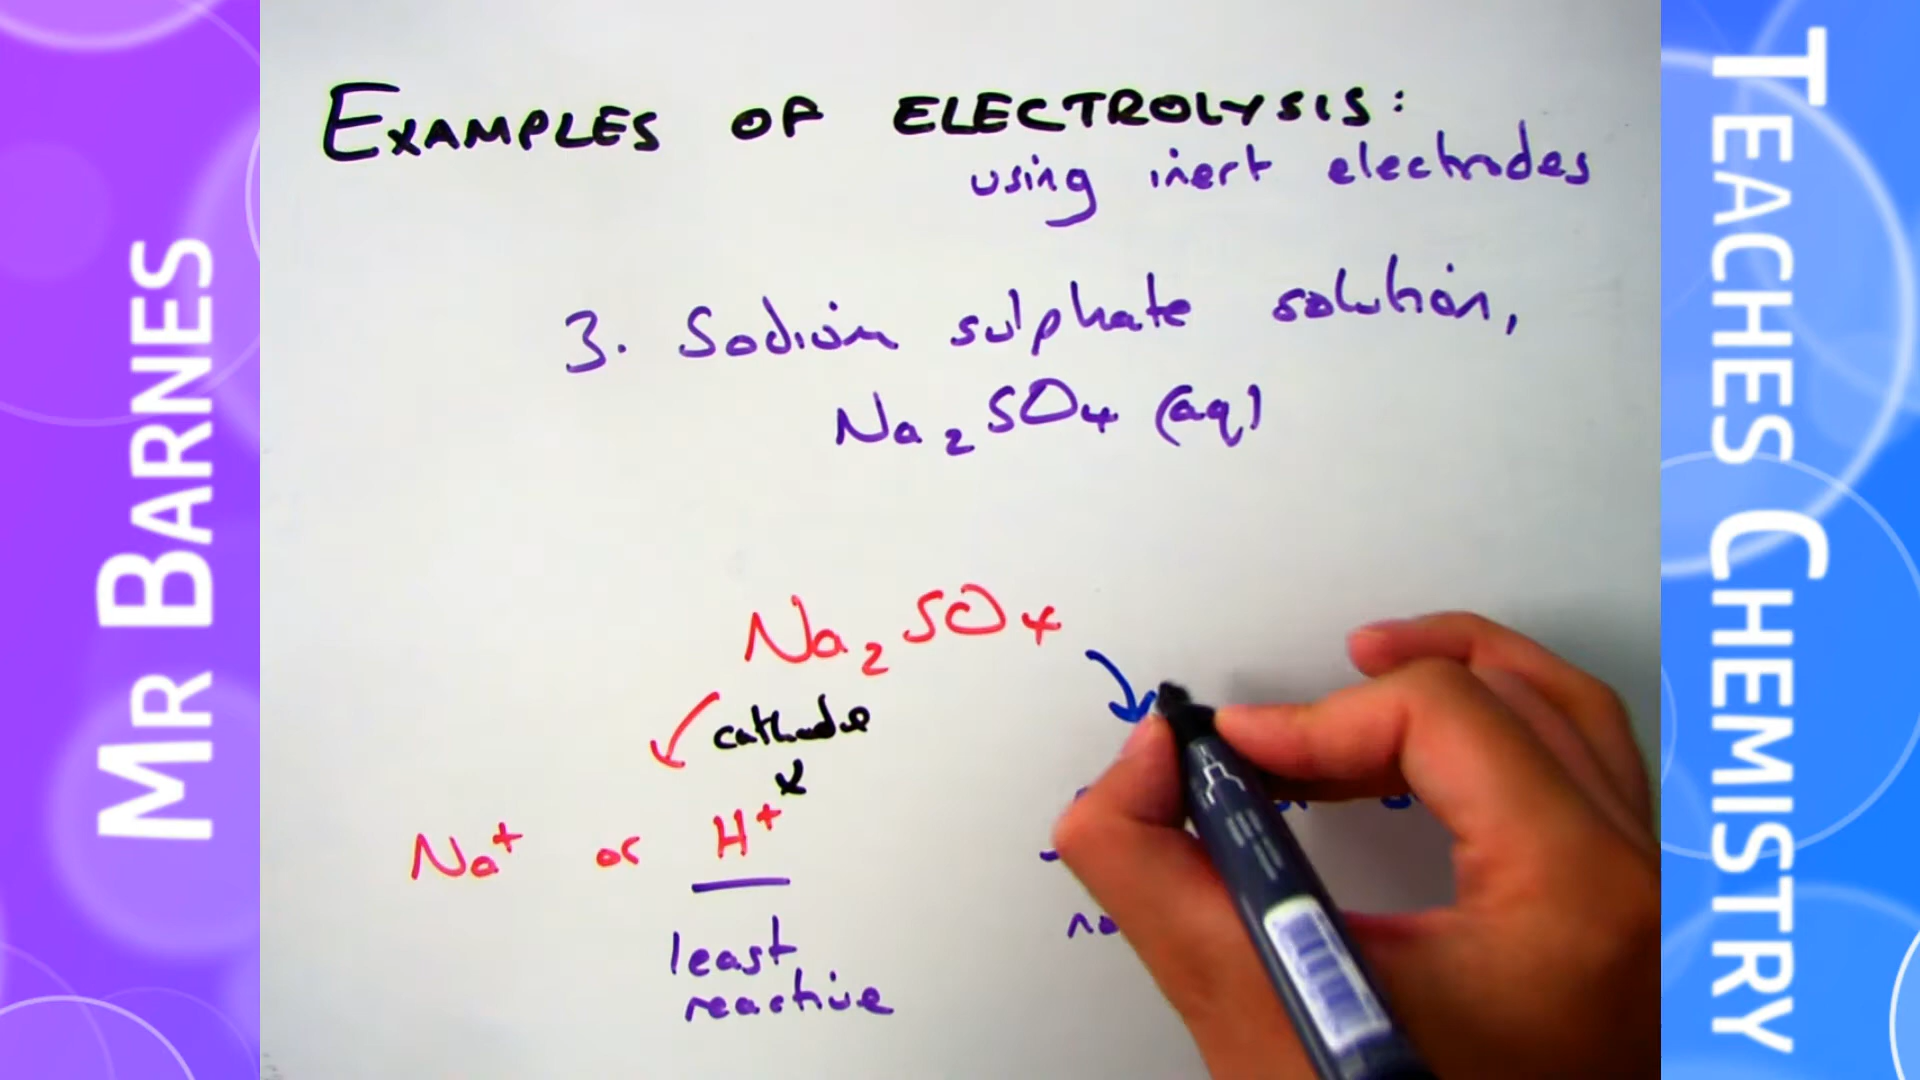 MR BARNES
EXAMPLES OF ELECTROLYSIS:
using inert electrodes
3. Sodium sulphate solution,
Na₂SO₄ (aq)
Na₂SO₄
cathode
x
Na⁺ or H⁺
least
reactive
TEACHES CHEMISTRY